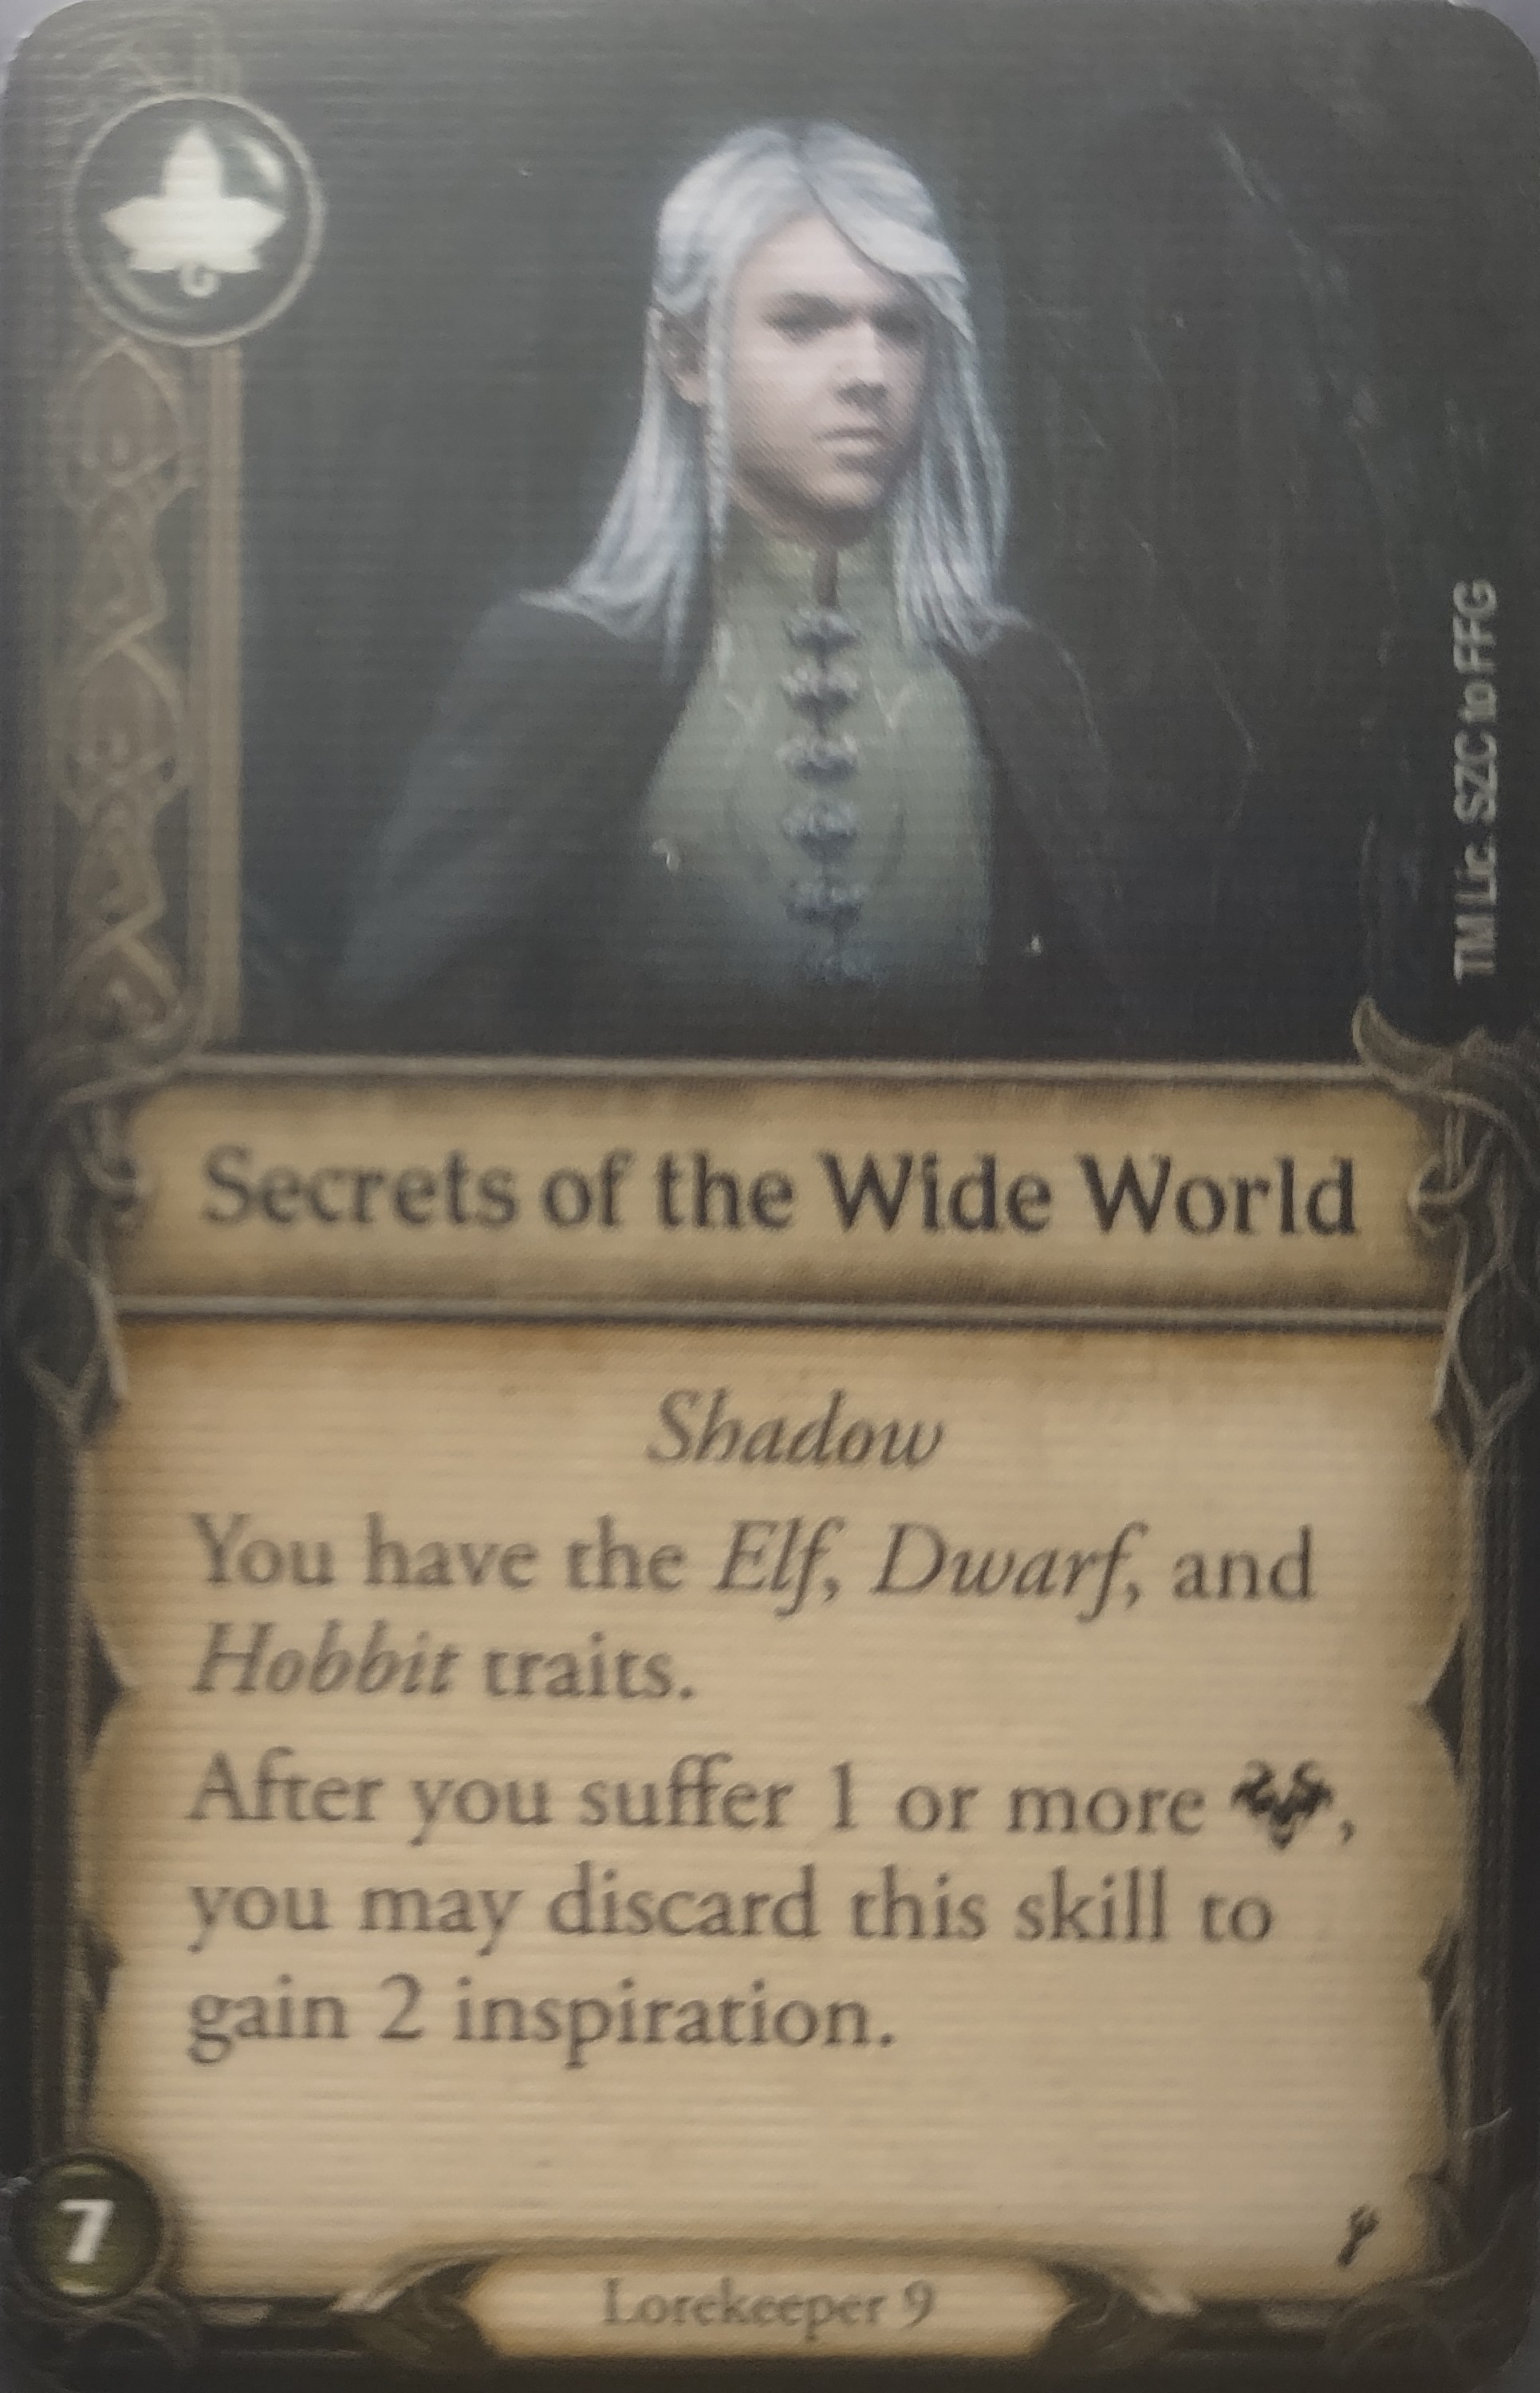 Secrets of the Wide World
Shadow
You have the Elf, Dwarf, and
Hobbit traits.
After you suffer 1 or more ,
you may discard this skill to
gain 2 inspiration.
7
Lorekeeper 9
TM Lic. SZC to FFG